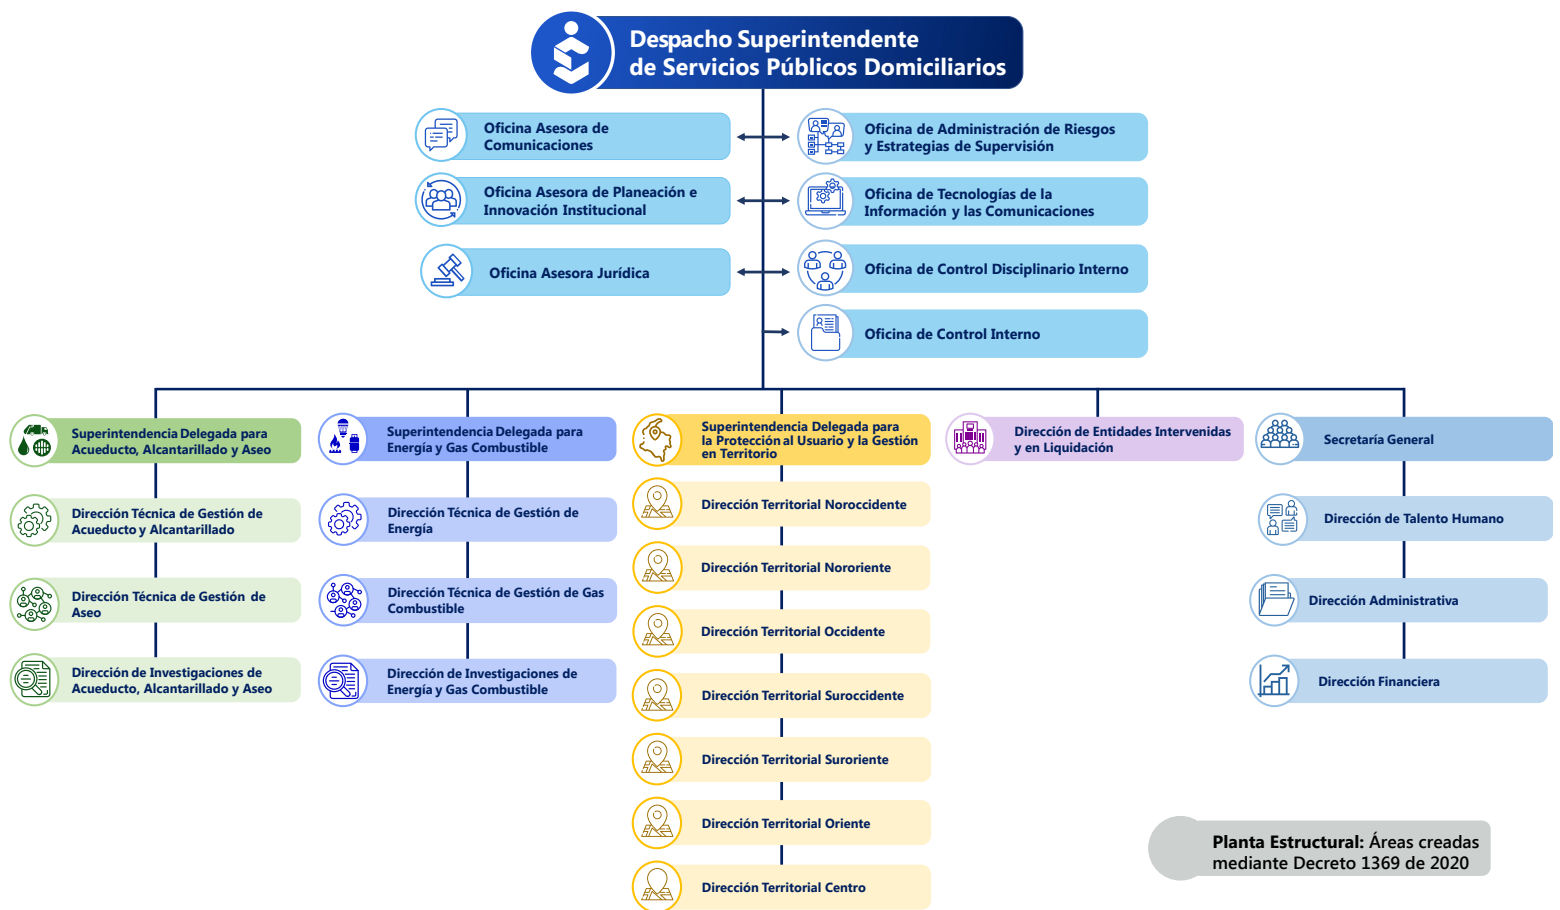 Despacho Superintendente
de Servicios Públicos Domiciliarios
Oficina Asesora de
Comunicaciones
Oficina de Administración de Riesgos
y Estrategias de Supervisión
Oficina Asesora de Planeación e
Innovación Institucional
Oficina de Tecnologías de la
Información y las Comunicaciones
Oficina Asesora Jurídica
Oficina de Control Disciplinario Interno
Oficina de Control Interno
Superintendencia Delegada para
Acueducto, Alcantarillado y Aseo
Dirección Técnica de Gestión de
Acueducto y Alcantarillado
Dirección Técnica de Gestión de
Aseo
Dirección de Investigaciones de
Acueducto, Alcantarillado y Aseo
Superintendencia Delegada para
Energía y Gas Combustible
Dirección Técnica de Gestión de
Energía
Dirección Técnica de Gestión de Gas
Combustible
Dirección de Investigaciones de
Energía y Gas Combustible
Superintendencia Delegada para
la Protección al Usuario y la Gestión
en Territorio
Dirección Territorial Noroccidente
Dirección Territorial Nororiente
Dirección Territorial Occidente
Dirección Territorial Suroccidente
Dirección Territorial Suroriente
Dirección Territorial Oriente
Dirección Territorial Centro
Dirección de Entidades Intervenidas
y en Liquidación
Secretaría General
Dirección de Talento Humano
Dirección Administrativa
Dirección Financiera
Planta Estructural: Áreas creadas
mediante Decreto 1369 de 2020